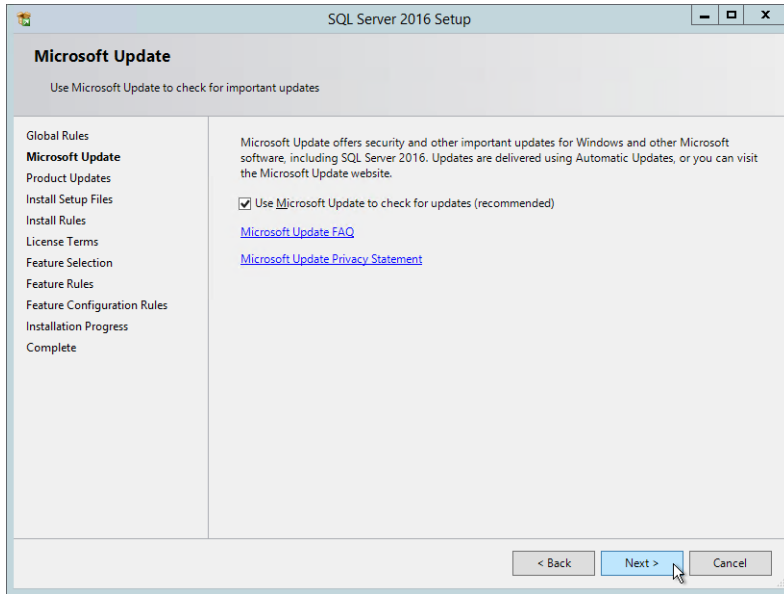 SQL Server 2016 Setup
Microsoft Update
Use Microsoft Update to check for important updates
Global Rules
Microsoft Update
Product Updates
Install Setup Files
Install Rules
License Terms
Feature Selection
Feature Rules
Feature Configuration Rules
Installation Progress
Complete
Microsoft Update offers security and other important updates for Windows and other Microsoft
software, including SQL Server 2016. Updates are delivered using Automatic Updates, or you can visit
the Microsoft Update website.
Use Microsoft Update to check for updates (recommended)
Microsoft Update FAQ
Microsoft Update Privacy Statement
< Back
Next >
Cancel